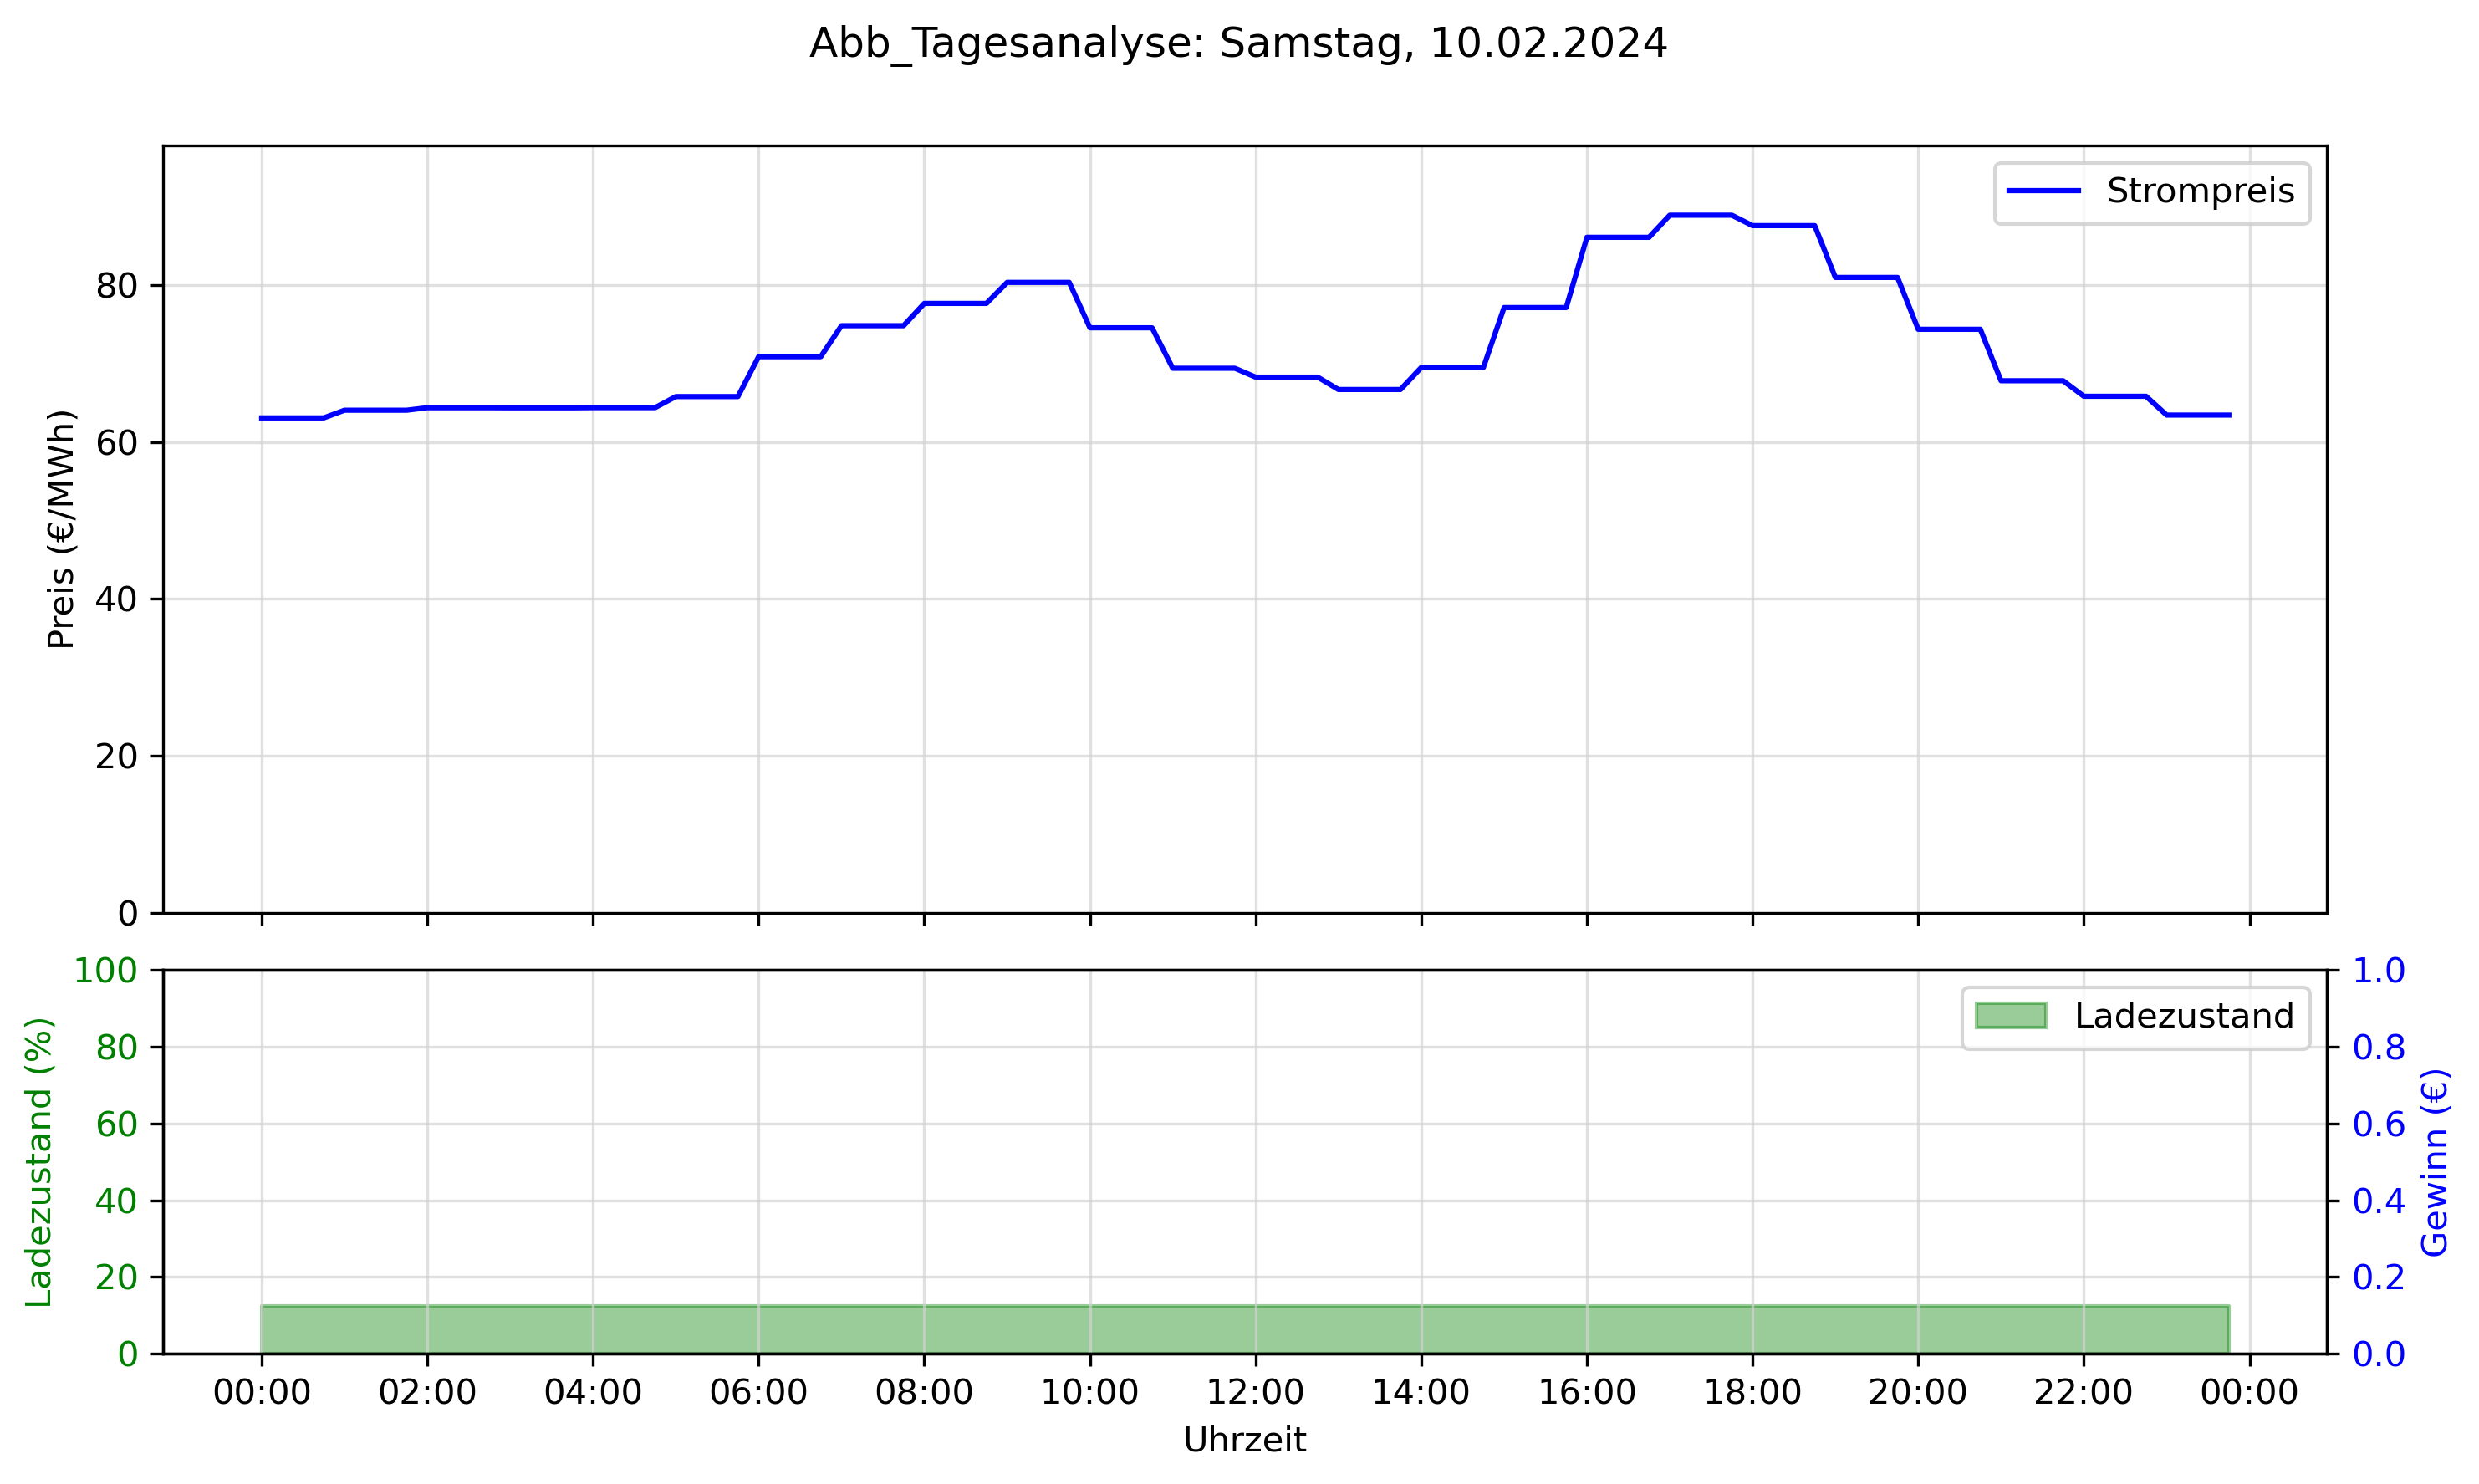 Abb_Tagesanalyse: Samstag, 10.02.2024
Strompreis
Preis (€/MWh)
80
60
40
20
0
Ladezustand
Ladezustand (%)
100
80
60
40
20
0
1.0
0.8
0.6
0.4
0.2
0.0
Gewinn (€)
00:00 02:00 04:00 06:00 08:00 10:00 12:00 14:00 16:00 18:00 20:00 22:00 00:00
Uhrzeit